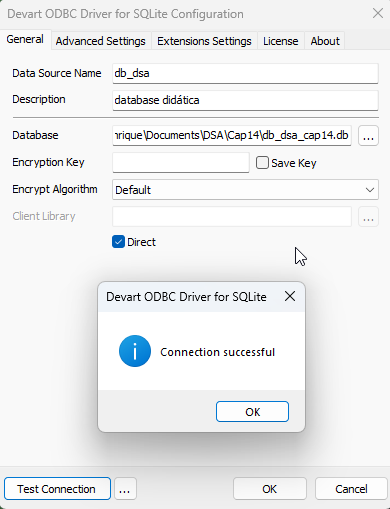 Devart ODBC Driver for SQLite Configuration
General Advanced Settings Extensions Settings License About
Data Source Name db_dsa
Description database didática
Database nrique\Documents\DSA\Cap14\db_dsa_cap14.db ...
Encryption Key Save Key
Encrypt Algorithm Default
Client Library ...
Direct
Devart ODBC Driver for SQLite
Connection successful
OK
Test Connection ... OK Cancel